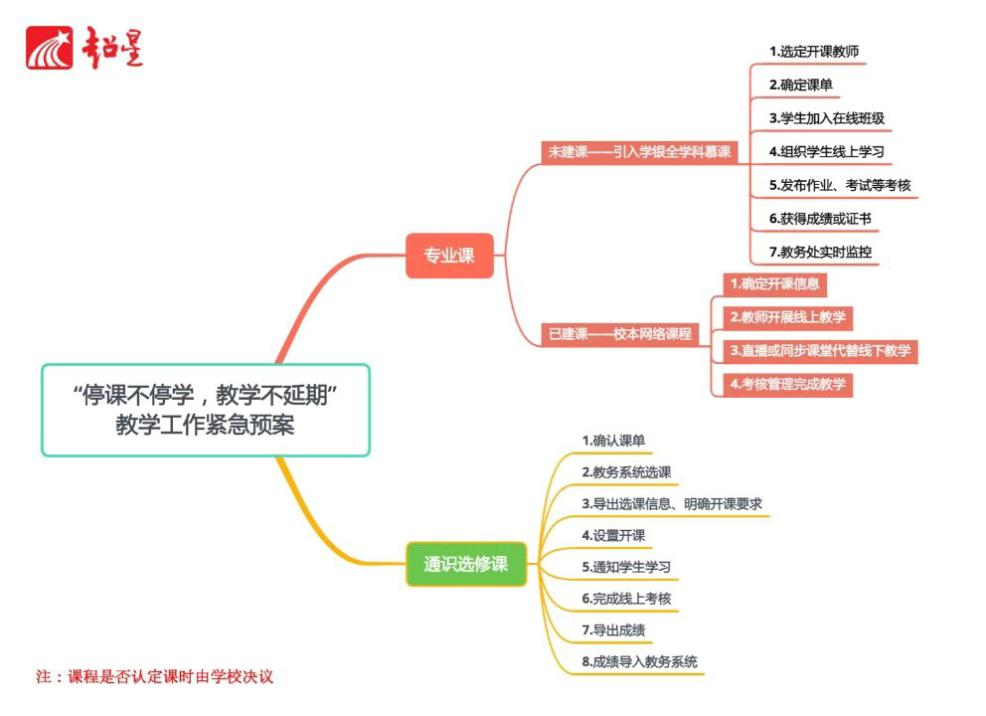 超星
“停课不停学，教学不延期”
教学工作紧急预案
专业课
未建课——引入学银全学科慕课
1.选定开课教师
2.确定课单
3.学生加入在线班级
4.组织学生线上学习
5.发布作业、考试等考核
6.获得成绩或证书
7.教务处实时监控
已建课——校本网络课程
1.确定开课信息
2.教师开展线上教学
3.直播或同步课堂代替线下教学
4.考核管理完成教学
通识选修课
1.确认课单
2.教务系统选课
3.导出选课信息、明确开课要求
4.设置开课
5.通知学生学习
6.完成线上考核
7.导出成绩
8.成绩导入教务系统
注：课程是否认定课时由学校决议